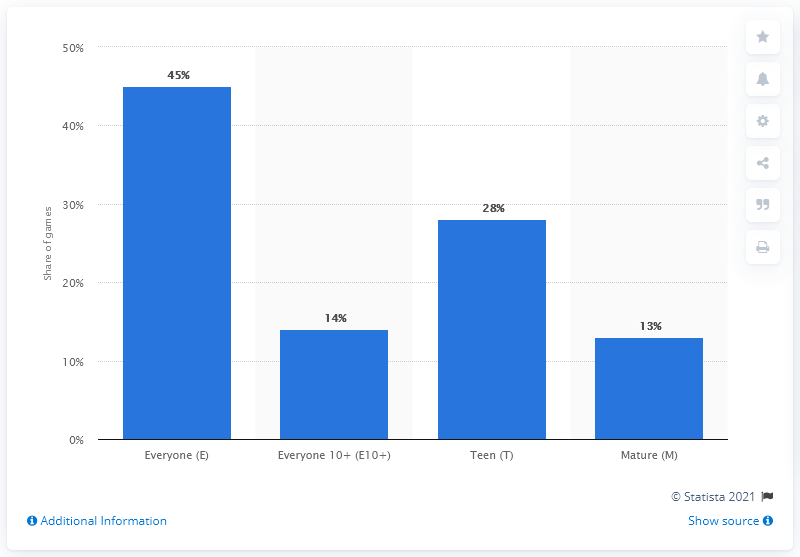 50%
45%
40%
Share of games
30%
28%
20%
14%
13%
10%
0%
Everyone (E)
Everyone 10+ (E10+)
Teen (T)
Mature (M)
© Statista 2021
Additional Information
Show source